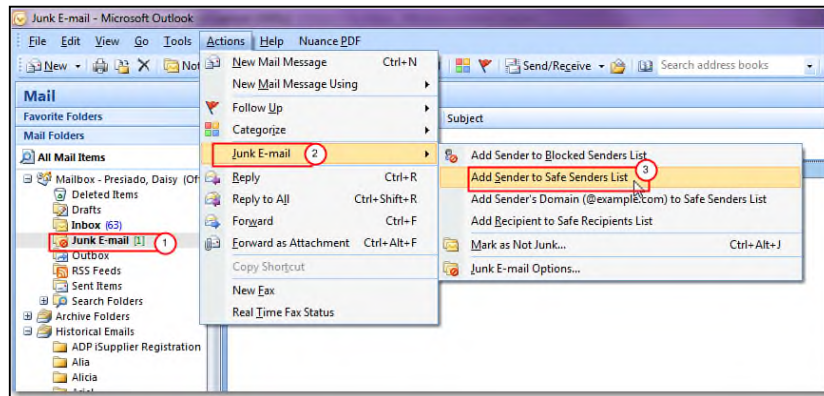 Junk E-mail - Microsoft Outlook
File Edit View Go Tools Actions Help Nuance PDF
New Not Send/Receive Search address books
Mail
Favorite Folders
Mail Folders
All Mail Items
Mailbox - Presiado, Daisy (Off
Deleted Items
Drafts
Inbox (63)
Junk E-mail [1] 1
Outbox
RSS Feeds
Sent Items
Search Folders
Archive Folders
Historical Emails
ADP iSupplier Registration
Alia
Alicia
New Mail Message Ctrl+N
New Mail Message Using
Follow Up
Categorize
Junk E-mail 2
Reply Ctrl+R
Reply to All Ctrl+Shift+R
Forward Ctrl+F
Forward as Attachment Ctrl+Alt+F
Copy Shortcut
New Fax
Real Time Fax Status
Subject
Add Sender to Blocked Senders List
Add Sender to Safe Senders List 3
Add Sender's Domain (@example.com) to Safe Senders List
Add Recipient to Safe Recipients List
Mark as Not Junk... Ctrl+Alt+J
Junk E-mail Options...